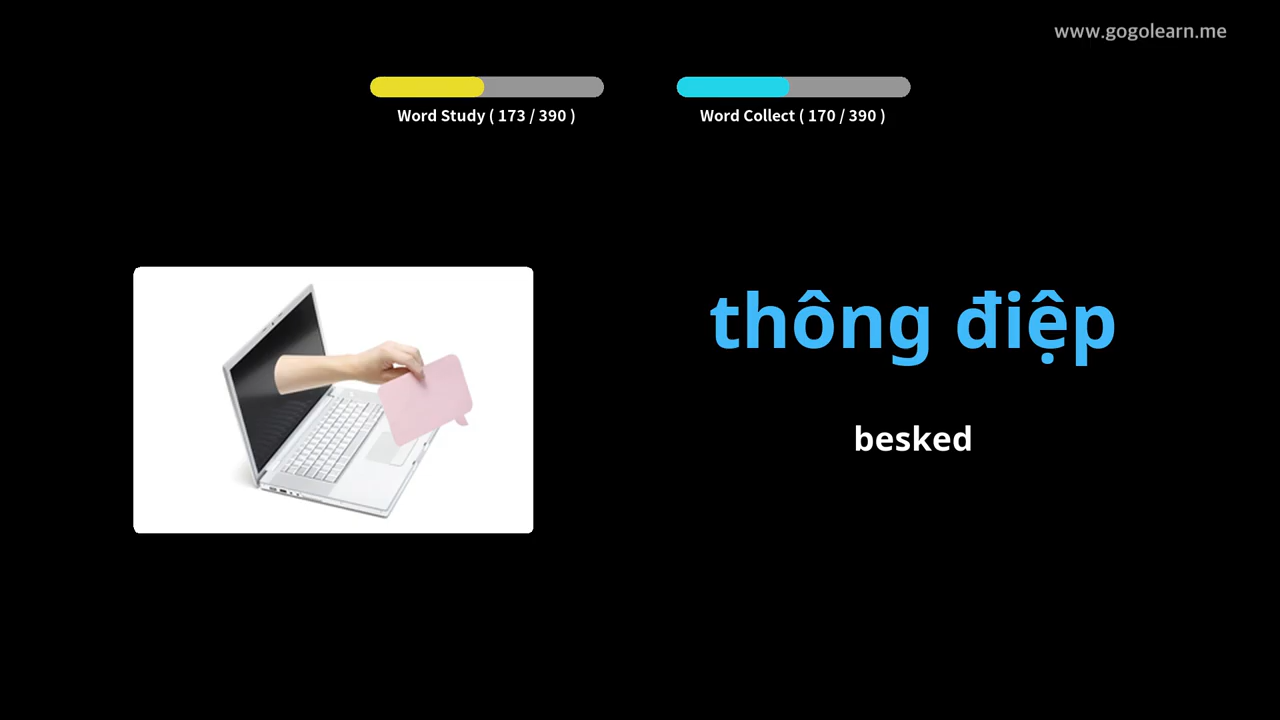 www.gogolearn.me
Word Study ( 173 / 390 )
Word Collect ( 170 / 390 )
thông điệp
besked